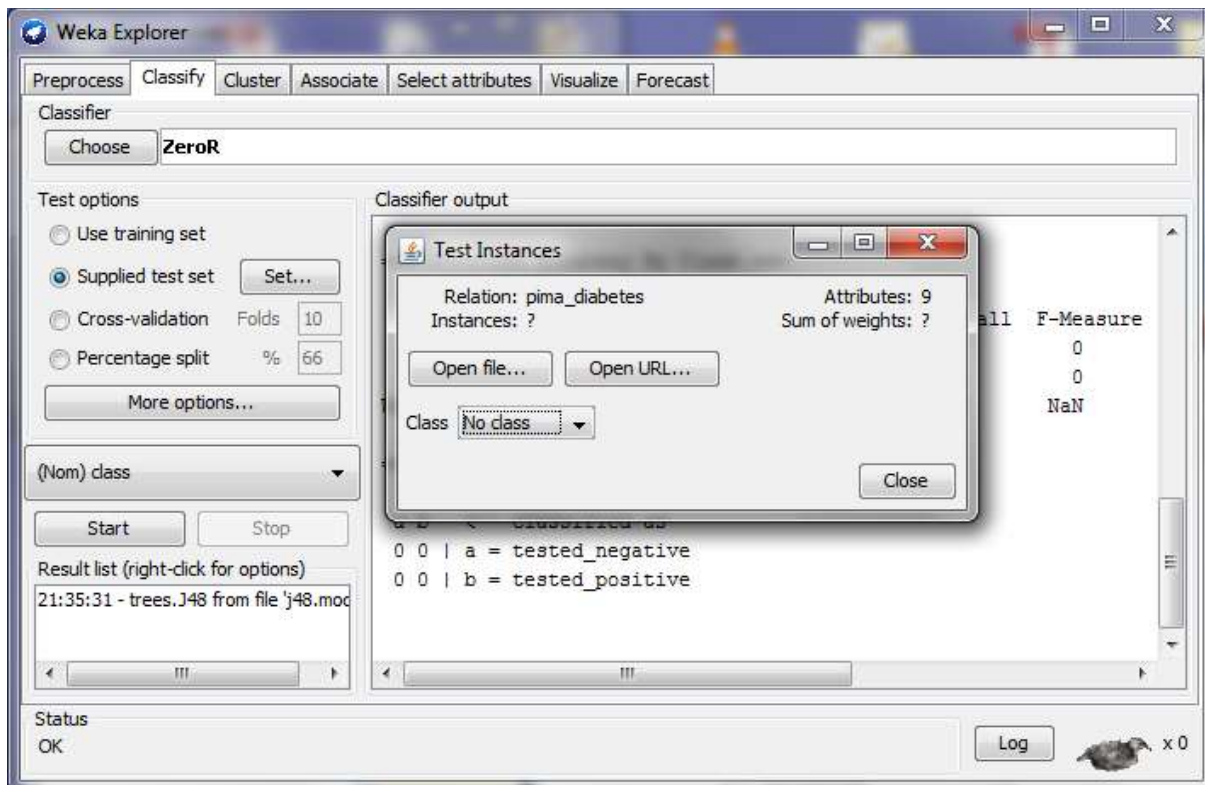 Weka Explorer
Preprocess Classify Cluster Associate Select attributes Visualize Forecast
Classifier
Choose ZeroR
Test options
Use training set
Supplied test set Set...
Cross-validation Folds 10
Percentage split % 66
More options...
(Nom) class
Start Stop
Result list (right-click for options)
21:35:31 - trees.J48 from file 'j48.mod
Classifier output
Test Instances
Relation: pima_diabetes Attributes: 9
Instances: ? Sum of weights: ?
Open file... Open URL...
Class No class
Close
all F-Measure
0
0
NaN
a b <-- classified as
0 0 | a = tested_negative
0 0 | b = tested_positive
Status
OK
Log x 0